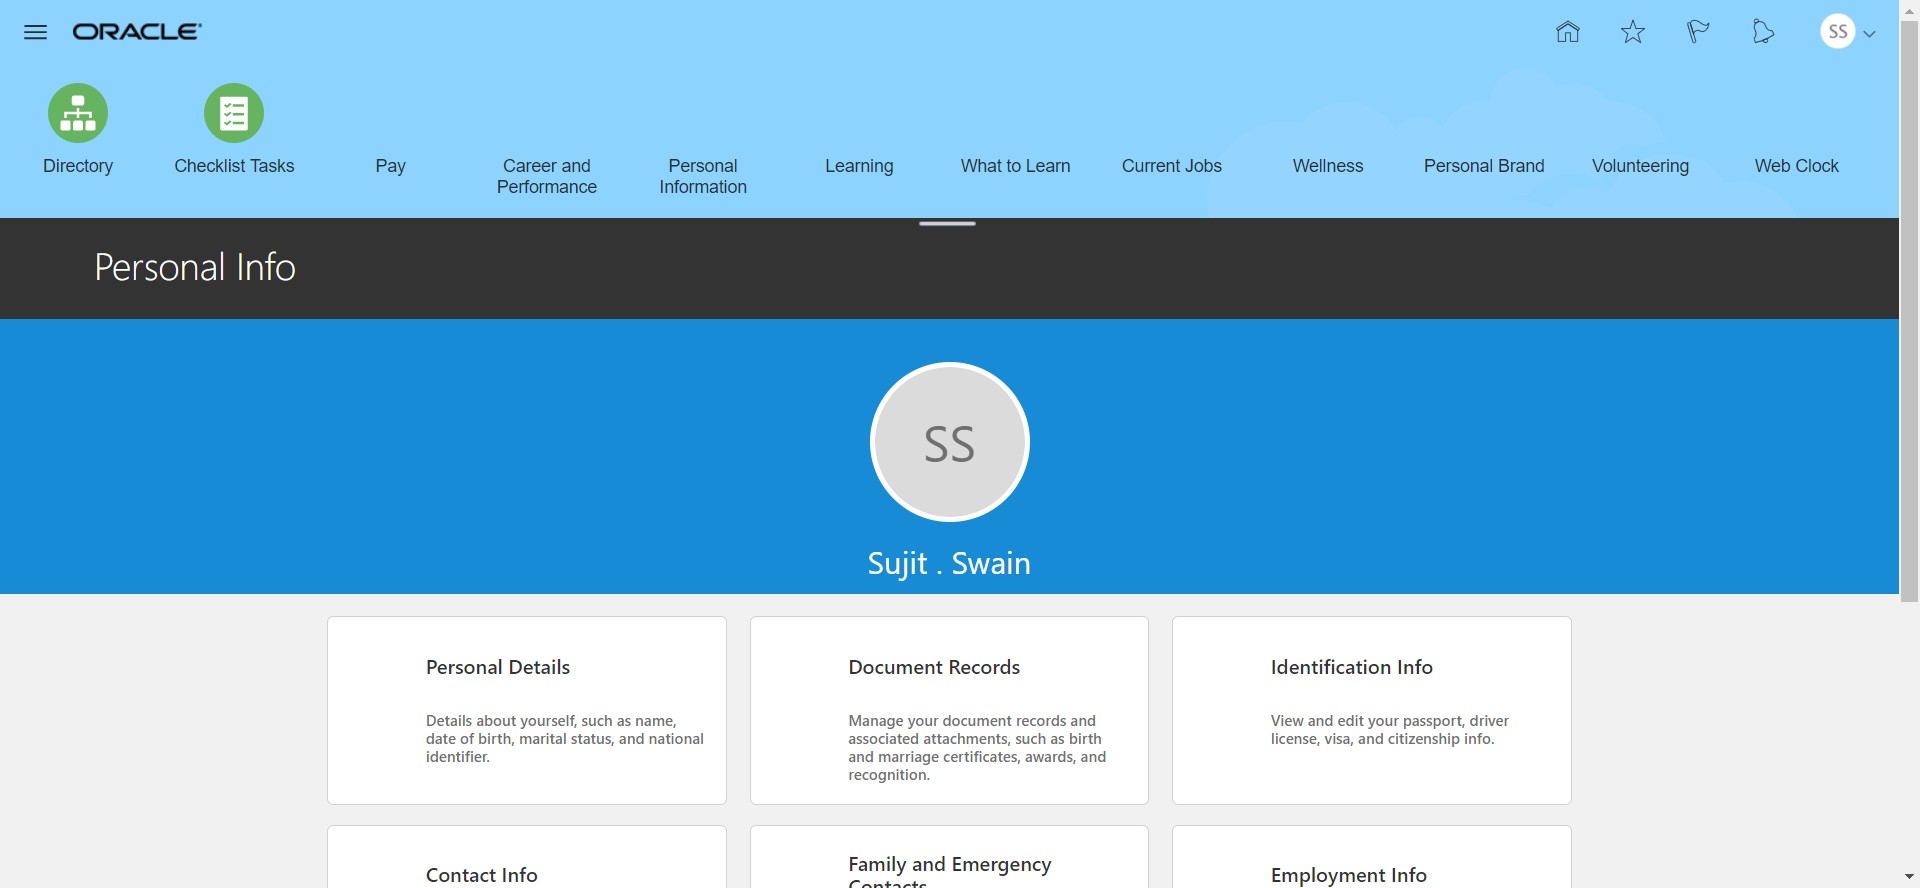 ORACLE
SS
Directory
Checklist Tasks
Pay
Career and
Performance
Personal
Information
Learning
What to Learn
Current Jobs
Wellness
Personal Brand
Volunteering
Web Clock
Personal Info
SS
Sujit . Swain
Personal Details
Details about yourself, such as name,
date of birth, marital status, and national
identifier.
Document Records
Manage your document records and
associated attachments, such as birth
and marriage certificates, awards, and
recognition.
Identification Info
View and edit your passport, driver
license, visa, and citizenship info.
Contact Info
Family and Emergency
Contacts
Employment Info